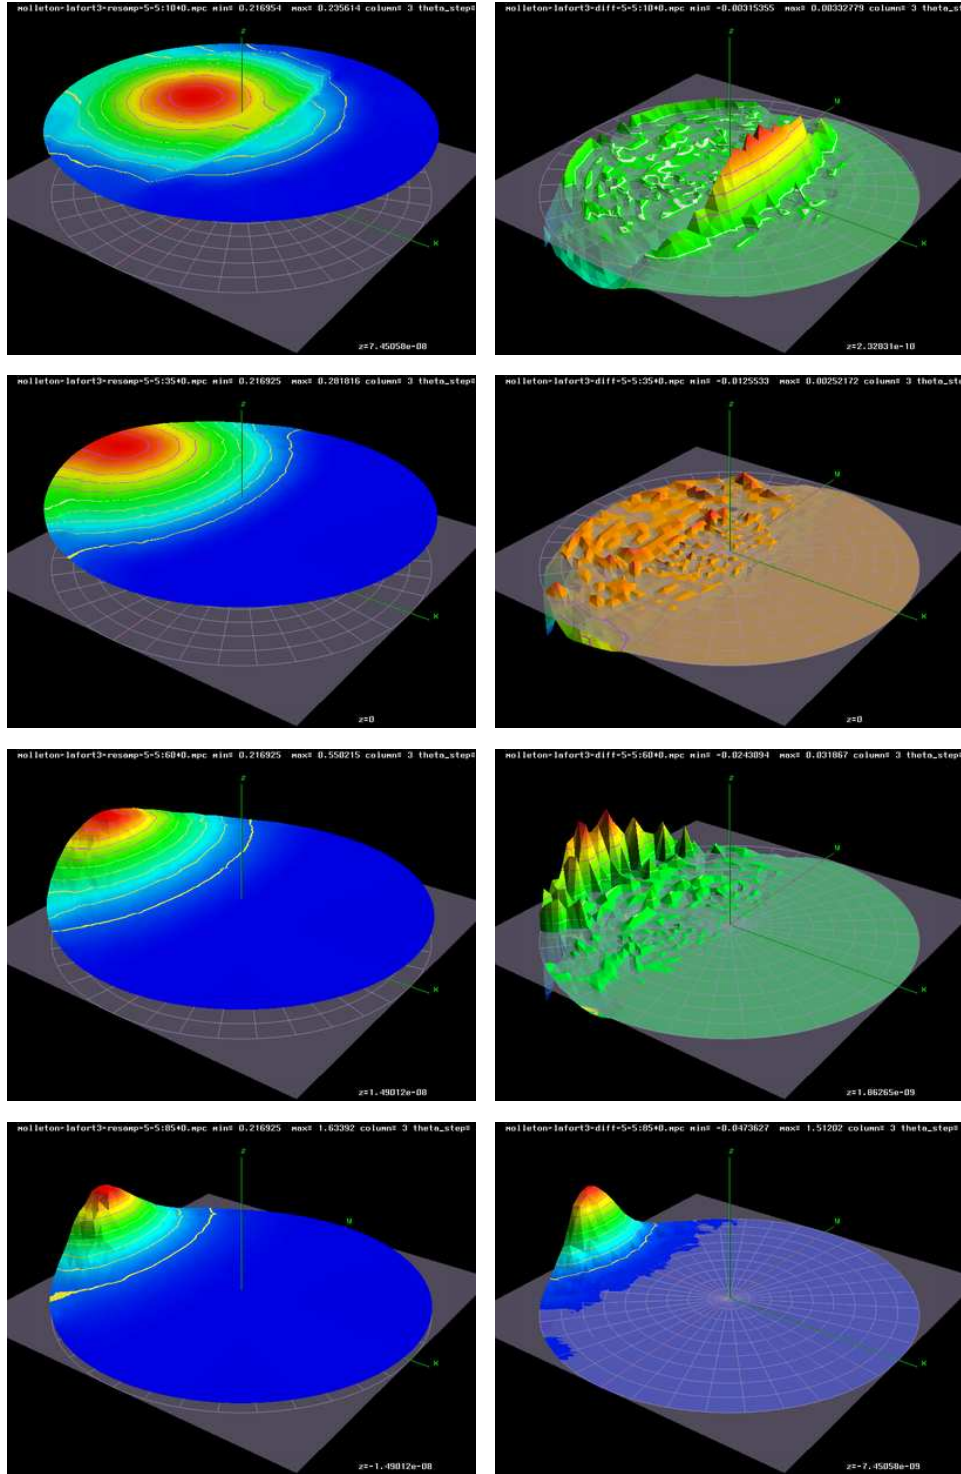 molleton-lafort3-resamp-5-5:10*0.mpc min= 0.216954 max= 0.235614 column= 3 theta_step=
molleton-lafort3-diff-5-5:10*0.mpc min= -0.00315355 max= 0.00332779 column= 3 theta_st
z
x
z=7.45058e-08
z
y
x
z=2.32831e-10
molleton-lafort3-resamp-5-5:35*0.mpc min= 0.216925 max= 0.281816 column= 3 theta_step=
molleton-lafort3-diff-5-5:35*0.mpc min= -0.0125533 max= 0.00252172 column= 3 theta_st
z
x
z=0
z
y
x
z=0
molleton-lafort3-resamp-5-5:60*0.mpc min= 0.216925 max= 0.550215 column= 3 theta_step=
molleton-lafort3-diff-5-5:60*0.mpc min= -0.0243094 max= 0.031867 column= 3 theta_st
z
x
z=1.49012e-08
z
y
x
z=1.86265e-09
molleton-lafort3-resamp-5-5:85*0.mpc min= 0.216925 max= 1.63392 column= 3 theta_step=
molleton-lafort3-diff-5-5:85*0.mpc min= -0.0473627 max= 1.51202 column= 3 theta_step=
z
y
x
z=-1.49012e-08
z
y
x
z=-7.45058e-09